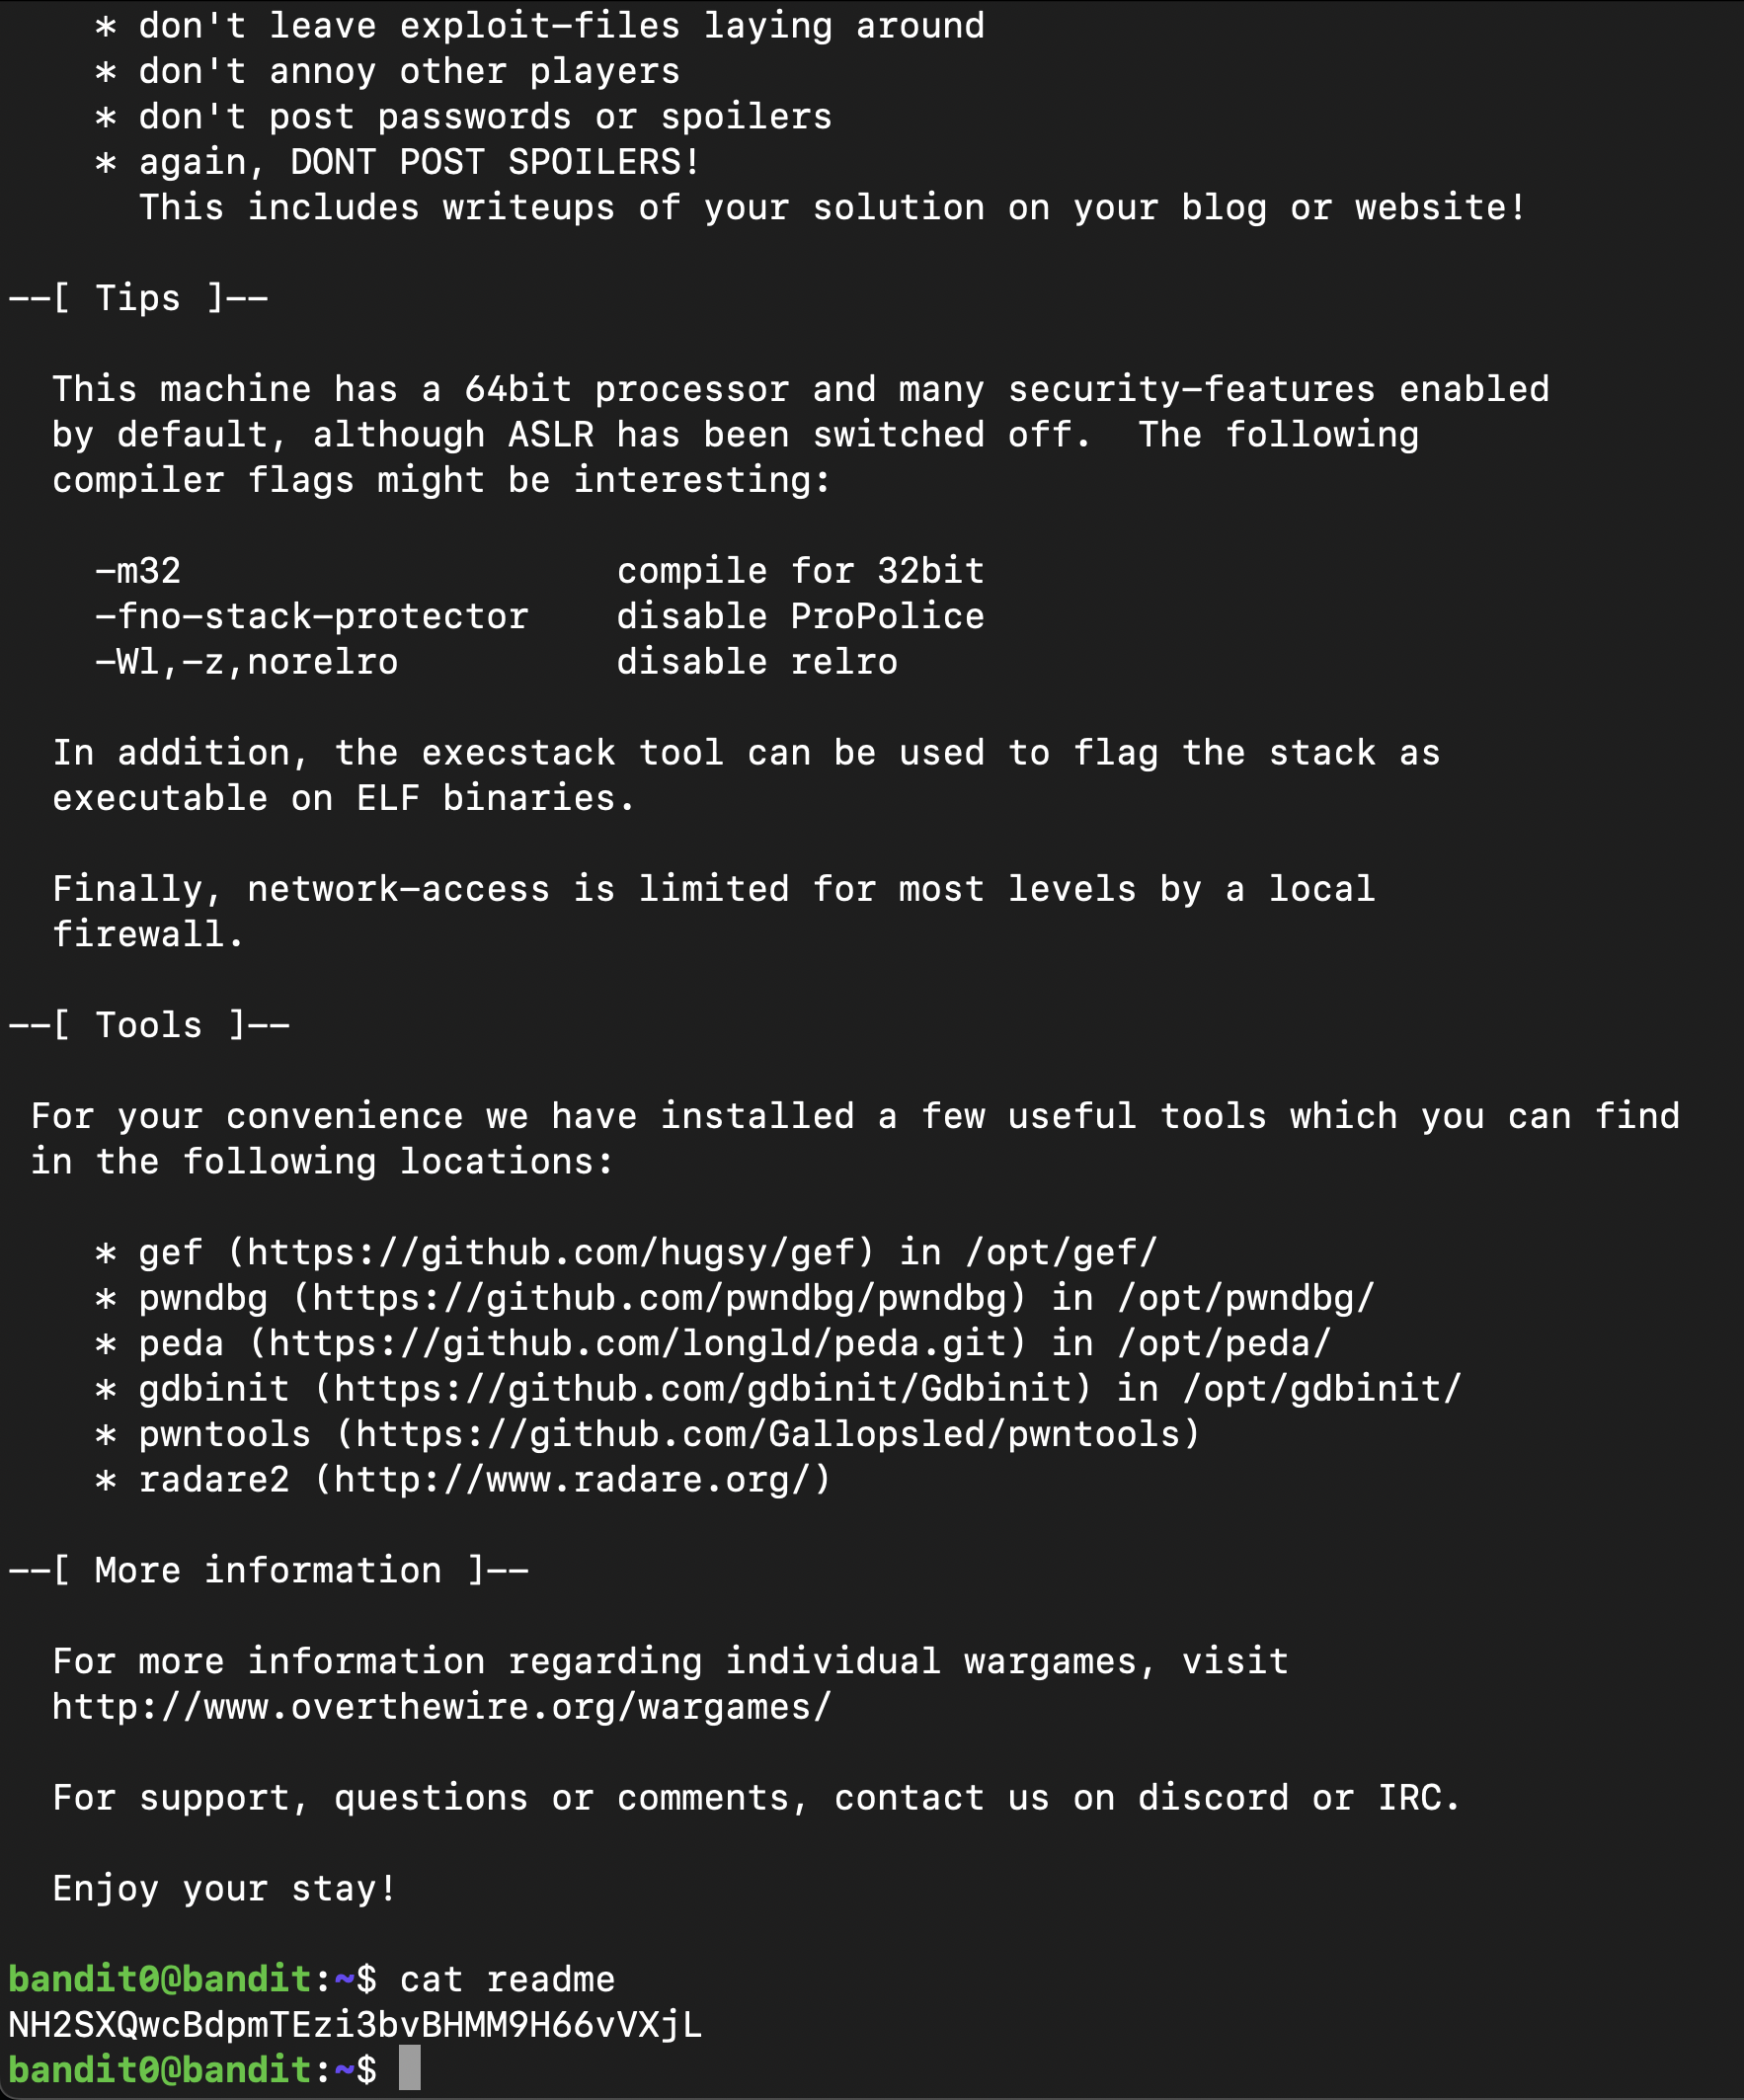 * don't leave exploit-files laying around
* don't annoy other players
* don't post passwords or spoilers
* again, DONT POST SPOILERS!
This includes writeups of your solution on your blog or website!
--[ Tips ]--
This machine has a 64bit processor and many security-features enabled
by default, although ASLR has been switched off.  The following
compiler flags might be interesting:
-m32                    compile for 32bit
-fno-stack-protector    disable ProPolice
-Wl,-z,norelro          disable relro
In addition, the execstack tool can be used to flag the stack as
executable on ELF binaries.
Finally, network-access is limited for most levels by a local
firewall.
--[ Tools ]--
For your convenience we have installed a few useful tools which you can find
in the following locations:
* gef (https://github.com/hugsy/gef) in /opt/gef/
* pwndbg (https://github.com/pwndbg/pwndbg) in /opt/pwndbg/
* peda (https://github.com/longld/peda.git) in /opt/peda/
* gdbinit (https://github.com/gdbinit/Gdbinit) in /opt/gdbinit/
* pwntools (https://github.com/Gallopsled/pwntools)
* radare2 (http://www.radare.org/)
--[ More information ]--
For more information regarding individual wargames, visit
http://www.overthewire.org/wargames/
For support, questions or comments, contact us on discord or IRC.
Enjoy your stay!
bandit0@bandit:~$ cat readme
NH2SXQwcBdpmTEzi3bvBHMM9H66vVXjL
bandit0@bandit:~$